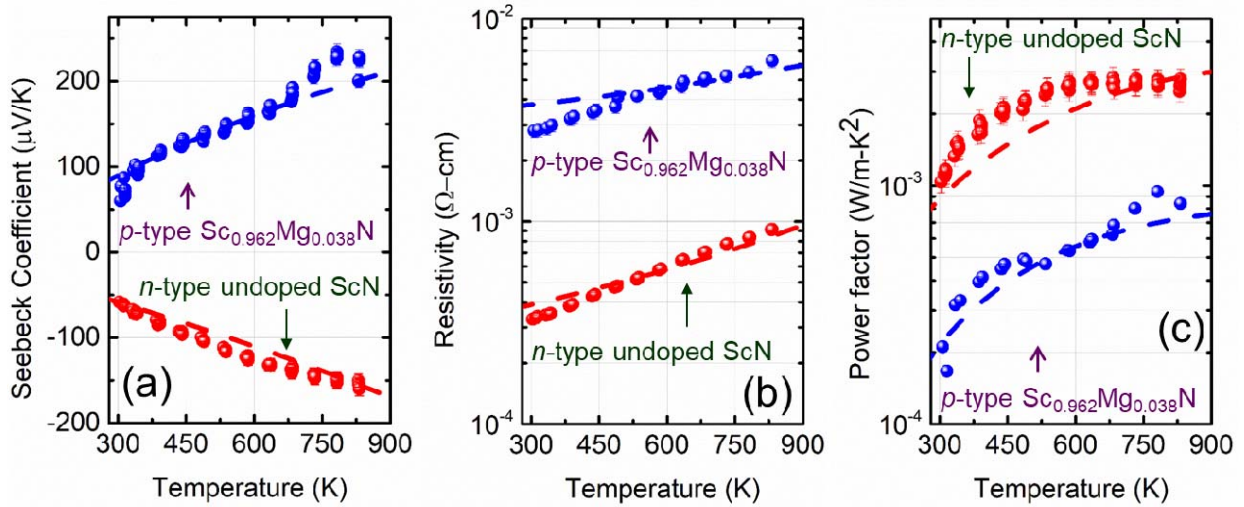 Seebeck Coefficient (μV/K)
200
100
0
-100
-200
p-type Sc0.962Mg0.038N
n-type undoped ScN
(a)
300 450 600 750 900
Temperature (K)
Resistivity (Ω–cm)
10-2
10-3
10-4
p-type Sc0.962Mg0.038N
n-type undoped ScN
(b)
300 450 600 750 900
Temperature (K)
Power factor (W/m-K2)
10-3
10-4
n-type undoped ScN
(c)
p-type Sc0.962Mg0.038N
300 450 600 750 900
Temperature (K)